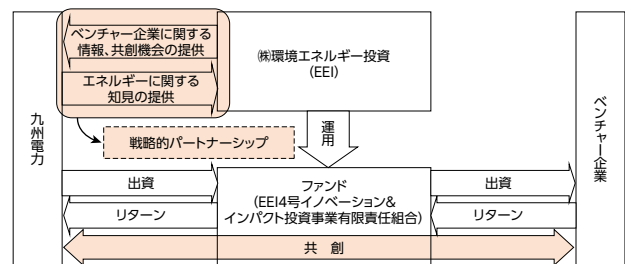 ベンチャー企業に関する
情報、共創機会の提供
エネルギーに関する
知見の提供
㈱環境エネルギー投資
(EEI)
九州電力
戦略的パートナーシップ
運用
ベンチャー企業
出資
リターン
ファンド
(EEI4号イノベーション&
インパクト投資事業有限責任組合)
出資
リターン
共 創